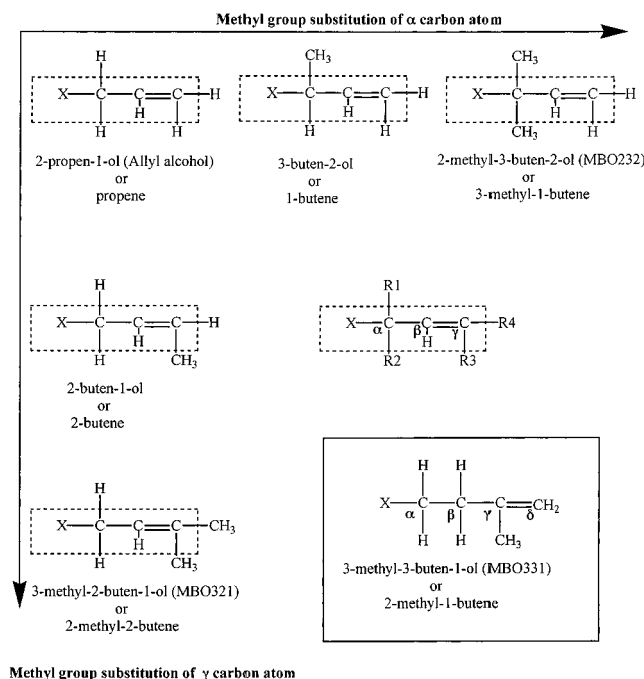 Methyl group substitution of α carbon atom
H CH3 CH3
X C C C H X C C C H X C C C H
H H
H
H H H CH3 H
2-propen-1-ol (Allyl alcohol) 3-buten-2-ol 2-methyl-3-buten-2-ol (MBO232)
or or or
propene 1-butene 3-methyl-1-butene
H R1
X C C C H X C C C R4
α β γ
H H
H CH3 R2 R3
2-buten-1-ol
or
2-butene
H H H
X C C C CH3 X C C C CH2
α β γ δ
H
H CH3 H H CH3
3-methyl-2-buten-1-ol (MBO321) 3-methyl-3-buten-1-ol (MBO331)
or or
2-methyl-2-butene 2-methyl-1-butene
Methyl group substitution of γ carbon atom